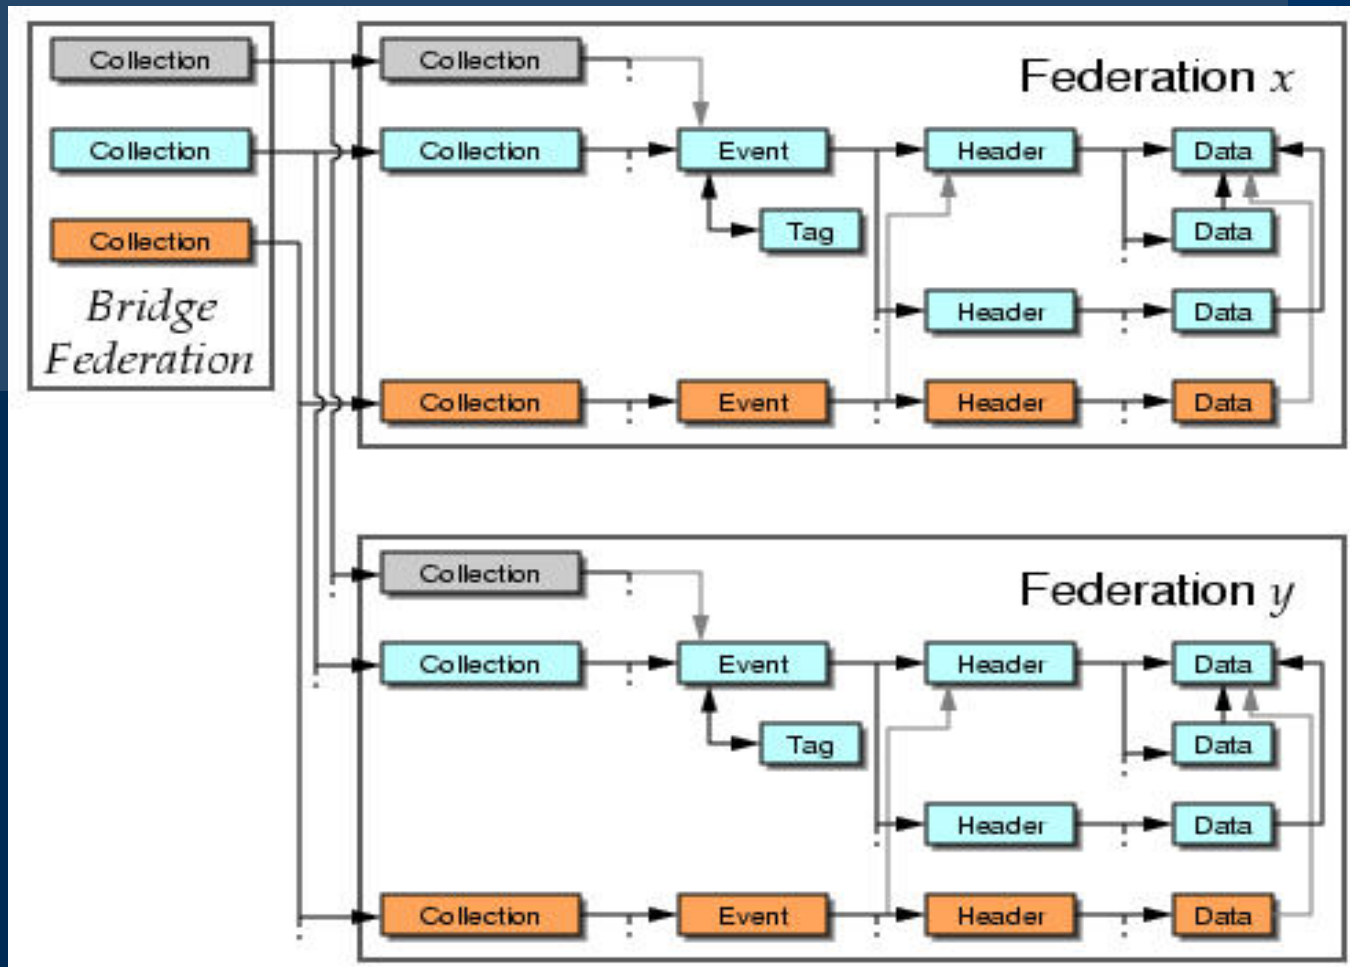 Collection
Collection
Collection
Bridge
Federation
Federation x
Collection
Collection
Event
Header
Data
Tag
Data
Header
Data
Collection
Event
Header
Data
Federation y
Collection
Collection
Event
Header
Data
Tag
Data
Header
Data
Collection
Event
Header
Data